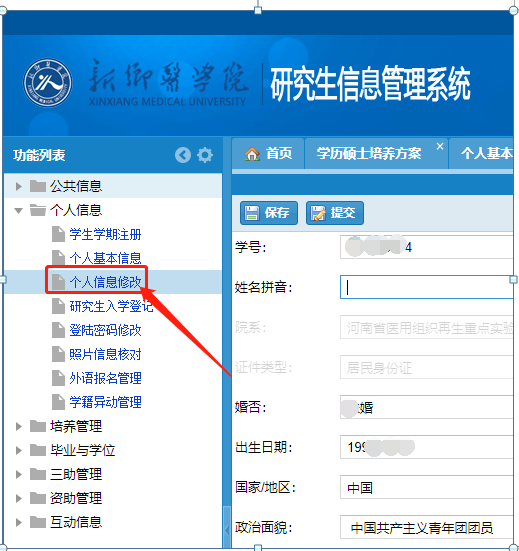 新乡医学院
XINXIANG MEDICAL UNIVERSITY
研究生信息管理系统
功能列表
首页
学历硕士培养方案 ×
个人基本
公共信息
个人信息
学生学期注册
个人基本信息
个人信息修改
研究生入学登记
登陆密码修改
照片信息核对
外语报名管理
学籍异动管理
培养管理
毕业与学位
三助管理
资助管理
互动信息
保存
提交
学号:
4
姓名拼音:
院系:
河南省医用组织再生重点实验
证件类型:
居民身份证
婚否:
婚
出生日期:
199
国家/地区:
中国
政治面貌:
中国共产主义青年团团员